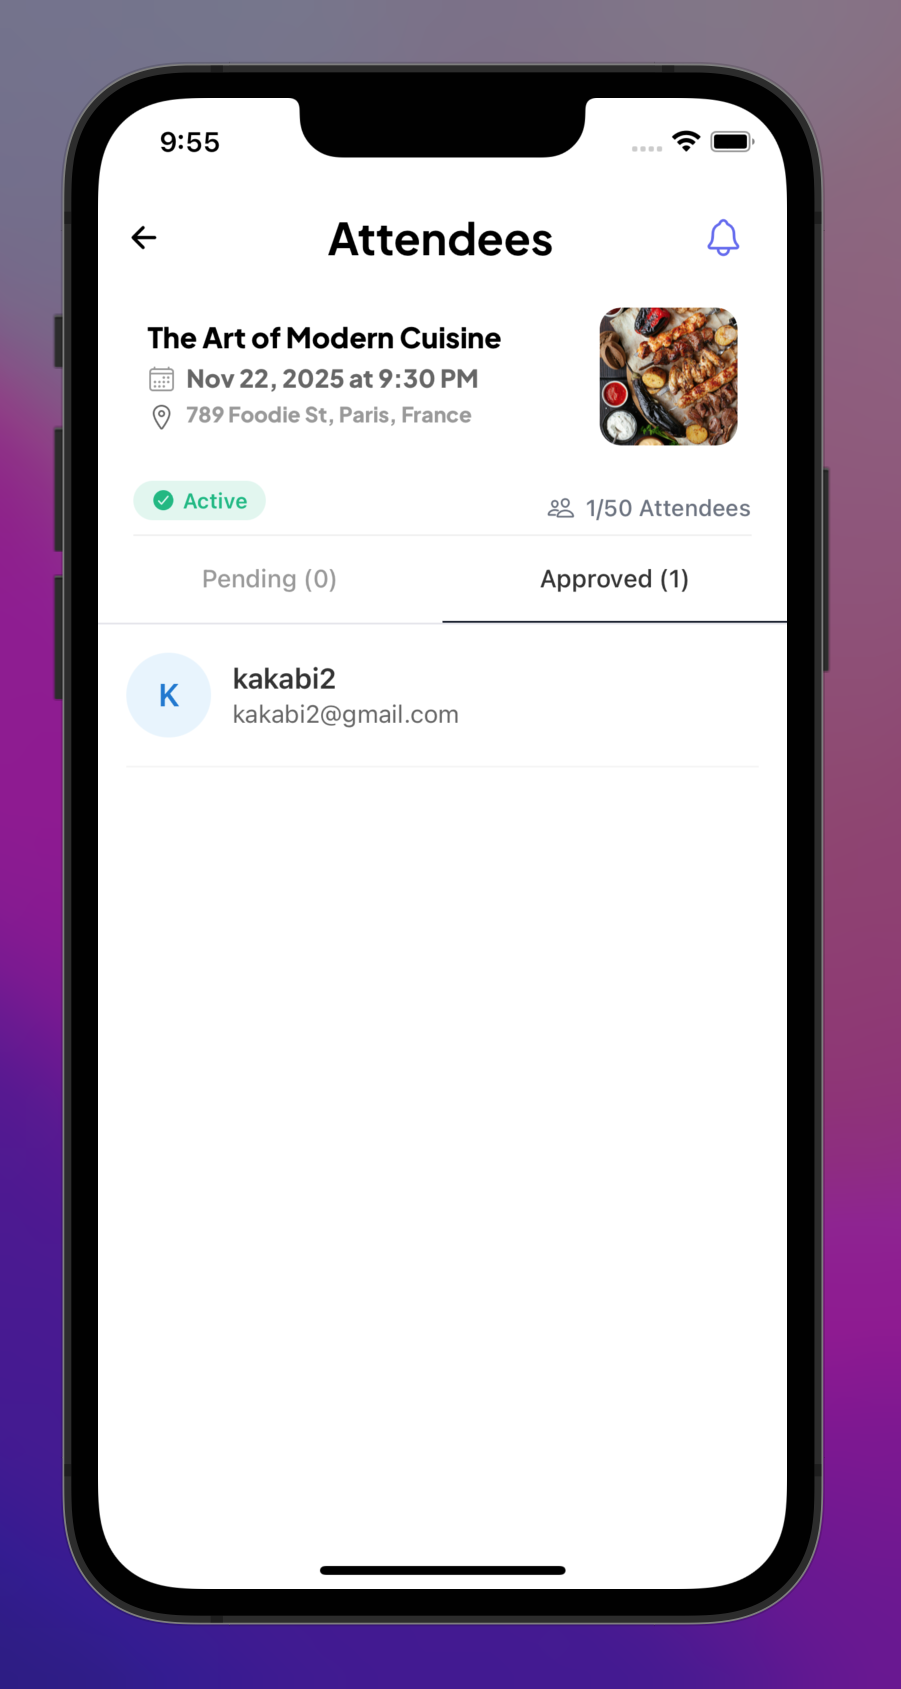 9:55
Attendees
The Art of Modern Cuisine
Nov 22, 2025 at 9:30 PM
789 Foodie St, Paris, France
Active
1/50 Attendees
Pending (0)
Approved (1)
K
kakabi2
kakabi2@gmail.com